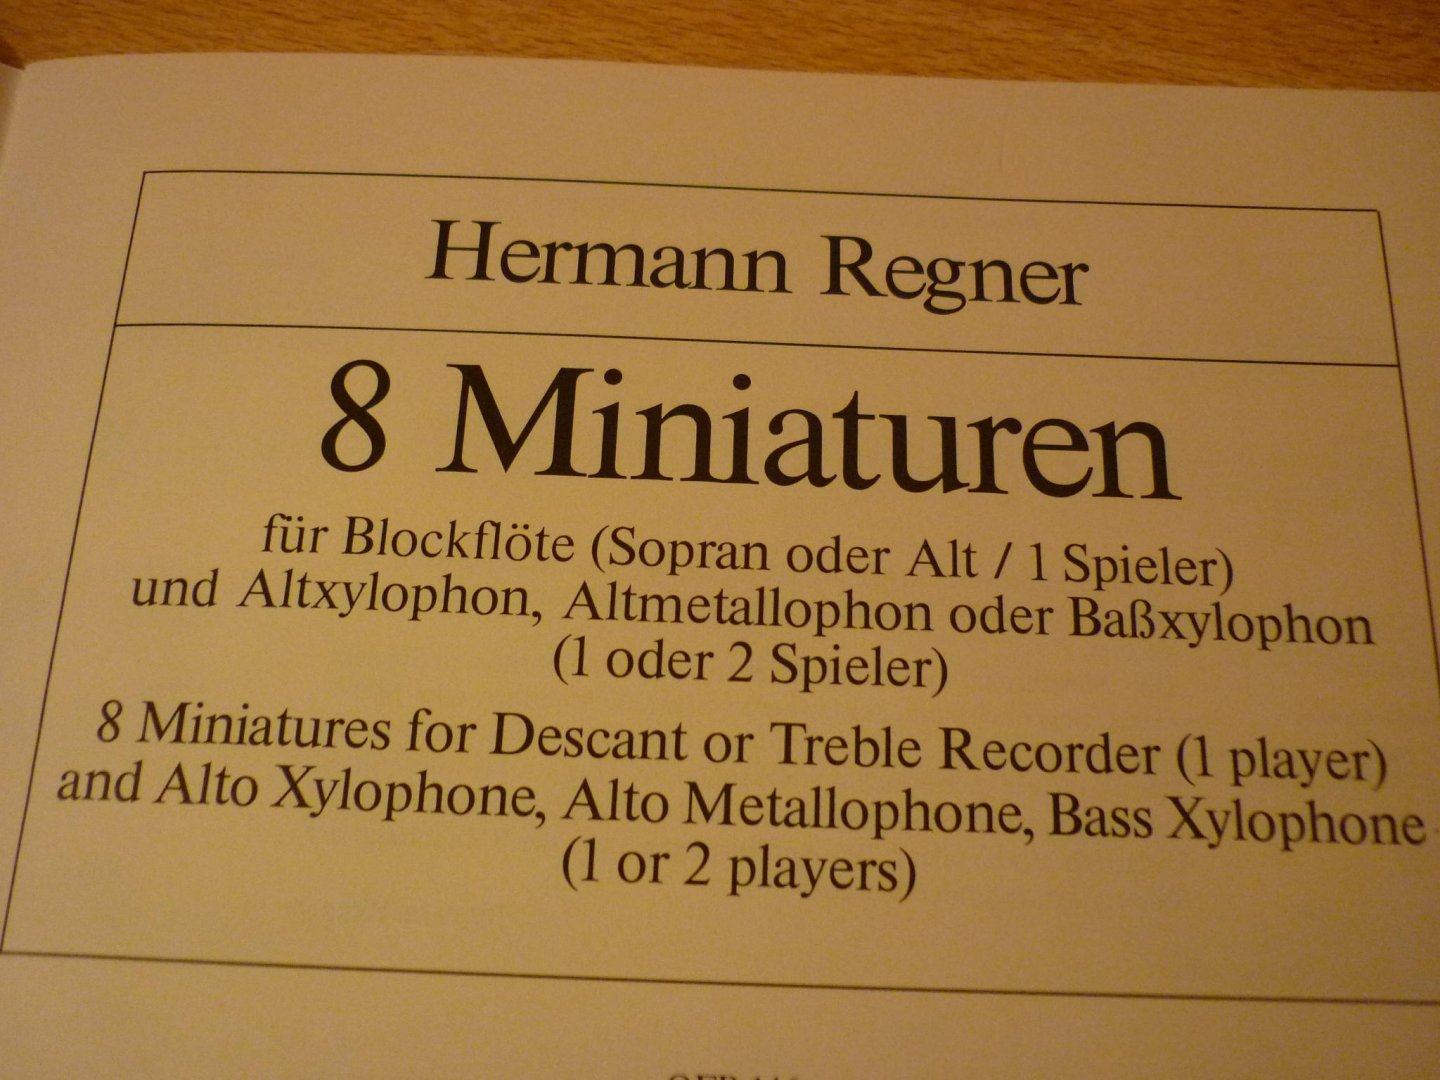 Hermann Regner
8 Miniaturen
für Blockflöte (Sopran oder Alt / 1 Spieler)
und Altxylophon, Altmetallophon oder Baßxylophon
(1 oder 2 Spieler)
8 Miniatures for Descant or Treble Recorder (1 player)
and Alto Xylophone, Alto Metallophone, Bass Xylophone
(1 or 2 players)